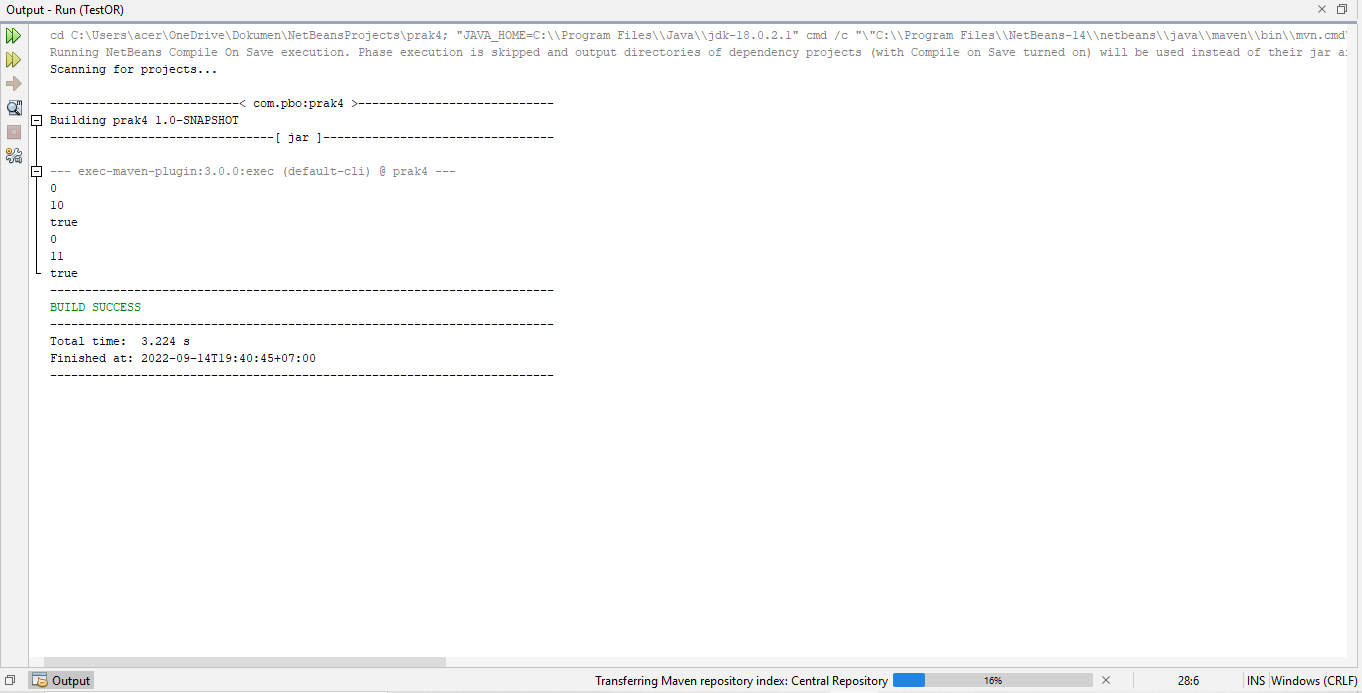 Output - Run (TestOR)
cd C:\Users\acer\OneDrive\Dokumen\NetBeansProjects\prak4; "JAVA_HOME=C:\\Program Files\\Java\\jdk-18.0.2.1" cmd /c "\"C:\\Program Files\\NetBeans-14\\netbeans\\java\\maven\\bin\\mvn.cmd\
Running NetBeans Compile On Save execution. Phase execution is skipped and output directories of dependency projects (with Compile on Save turned on) will be used instead of their jar a
Scanning for projects...
---------------------------< com.pbo:prak4 >----------------------------
Building prak4 1.0-SNAPSHOT
--------------------------------[ jar ]---------------------------------
--- exec-maven-plugin:3.0.0:exec (default-cli) @ prak4 ---
0
10
true
0
11
true
------------------------------------------------------------------------
BUILD SUCCESS
------------------------------------------------------------------------
Total time:  3.224 s
Finished at: 2022-09-14T19:40:45+07:00
------------------------------------------------------------------------
Output
Transferring Maven repository index: Central Repository 16% 28:6 INS Windows (CRLF)